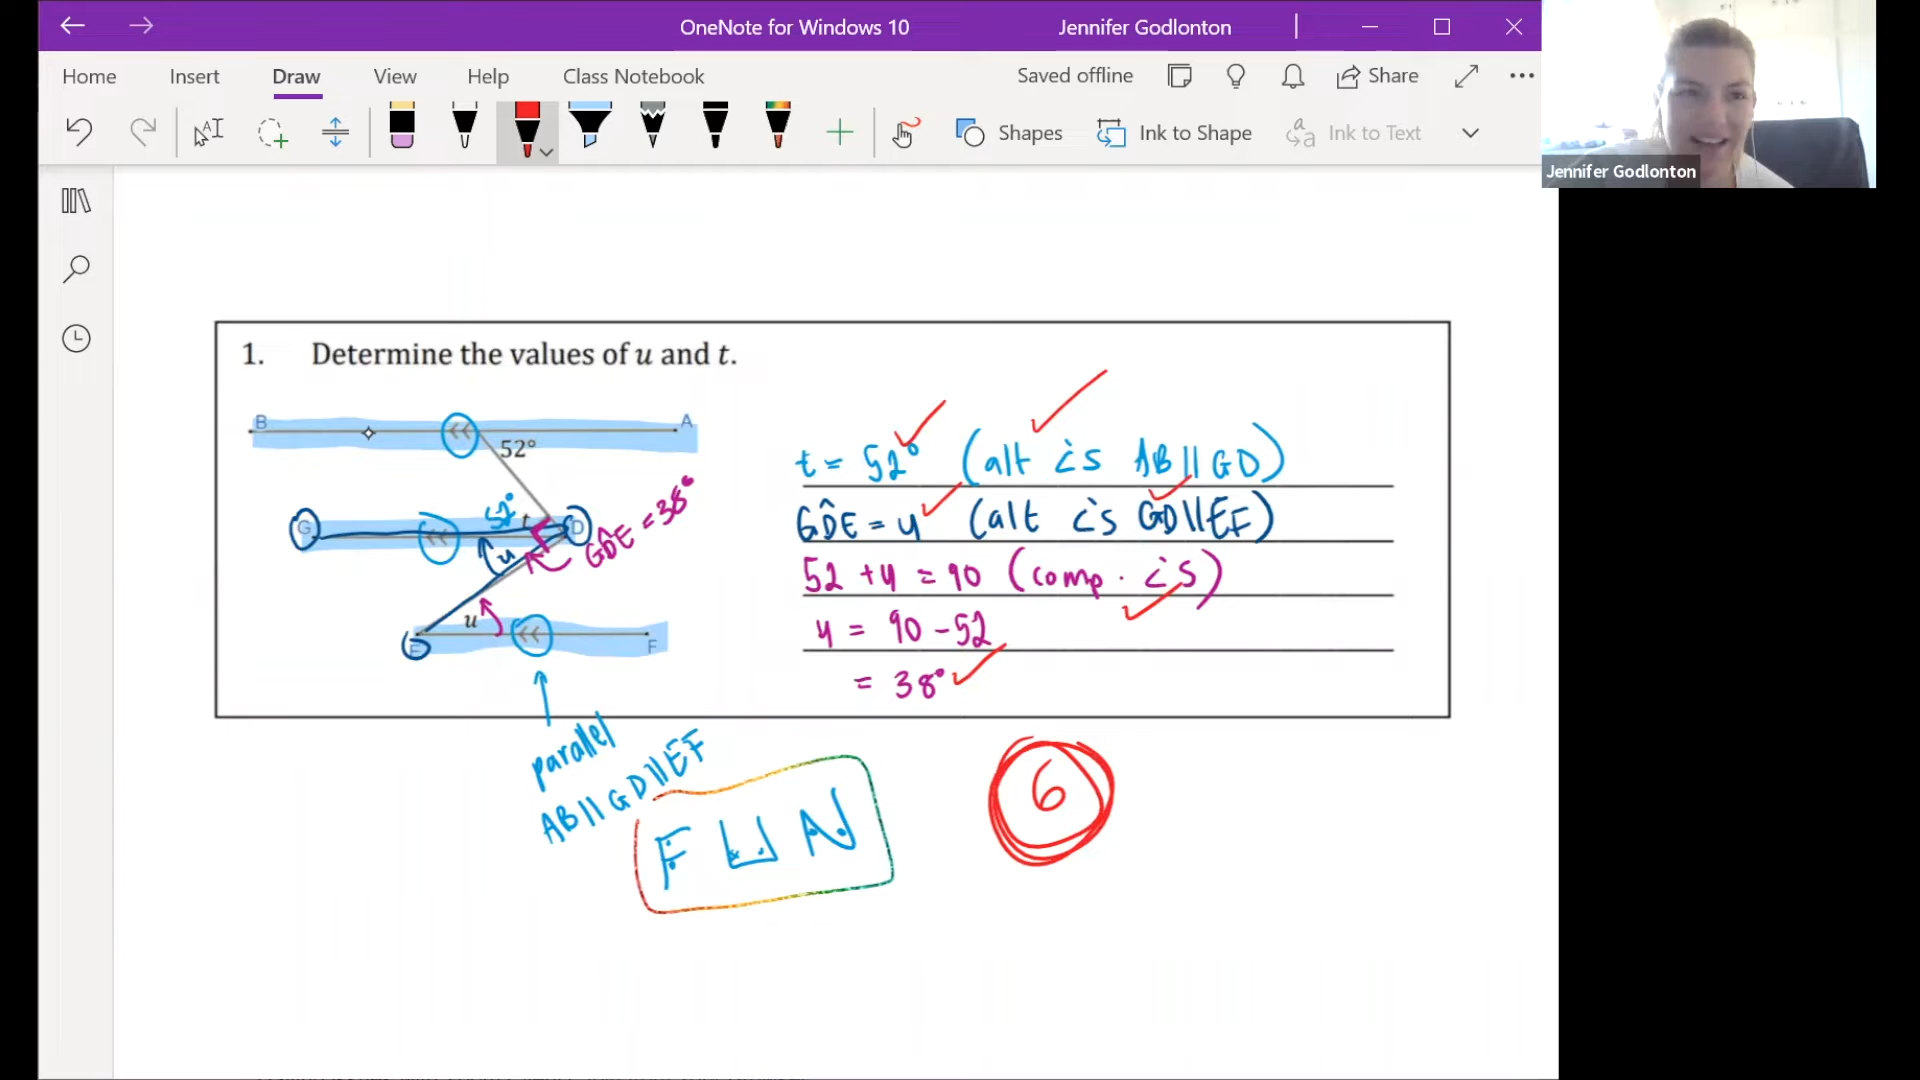 OneNote for Windows 10
Jennifer Godlonton
Home Insert Draw View Help Class Notebook
Saved offline
Share
Shapes
Ink to Shape
Ink to Text
Jennifer Godlonton
1. Determine the values of u and t.
B
A
52°
G
52°
t
D
u
GD̂E = 38°
u
E
F
parallel
AB||GD||EF
t = 52° (alt ∠s AB||GD)
GD̂E = u (alt ∠'s GD||EF)
52 + u = 90 (comp. ∠s)
u = 90 - 52
= 38°
F U N
6